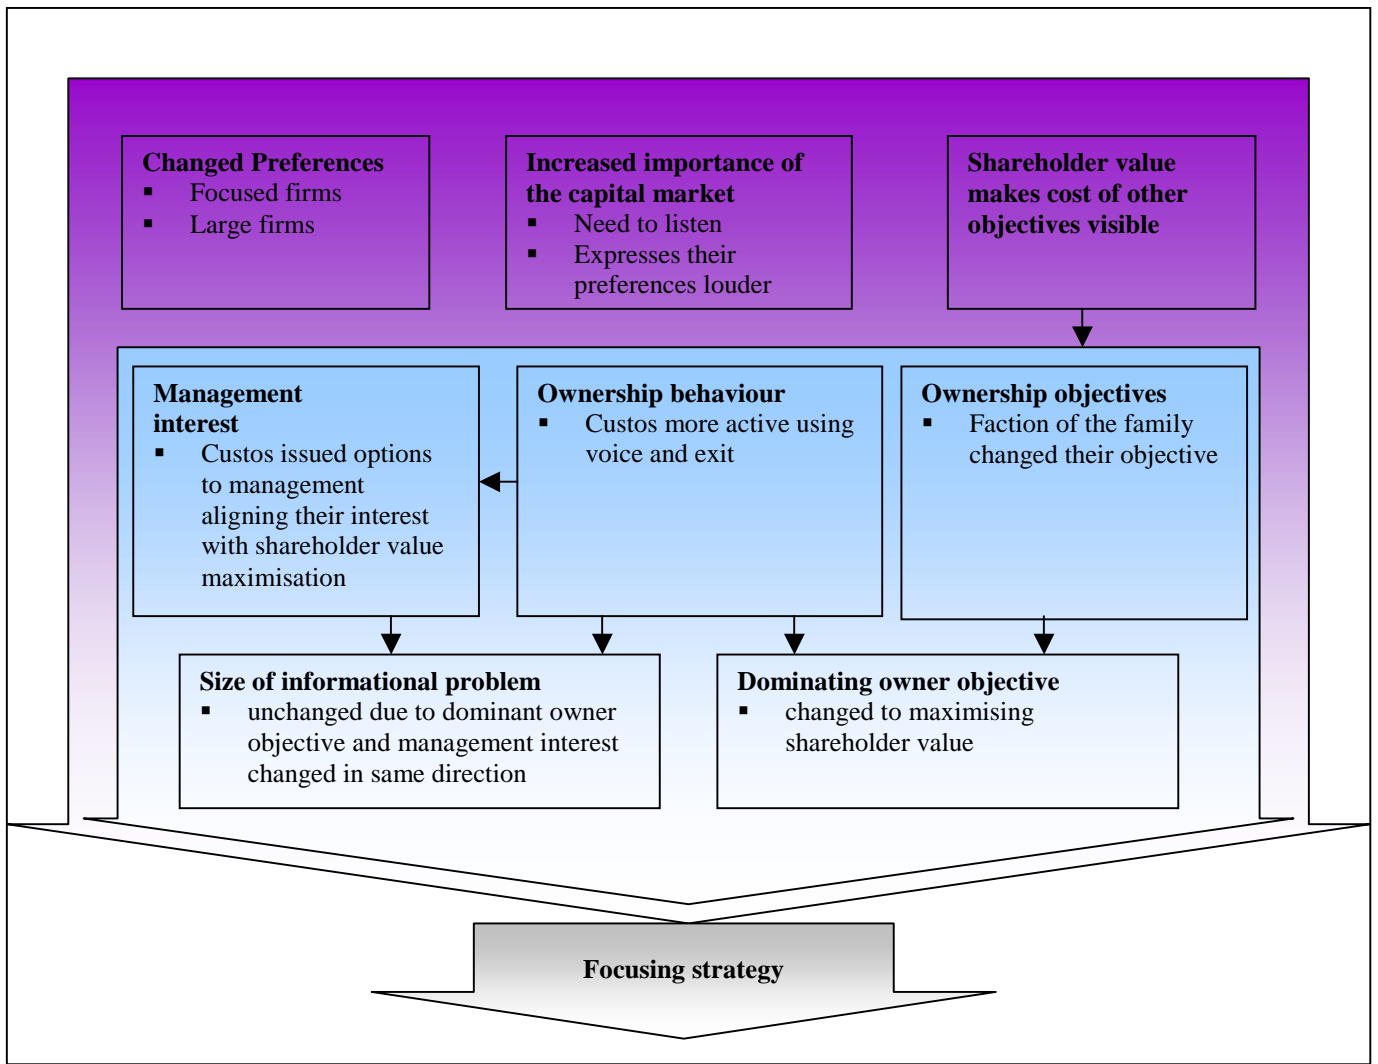 Changed Preferences
▪ Focused firms
▪ Large firms
Increased importance of
the capital market
▪ Need to listen
▪ Expresses their
preferences louder
Shareholder value
makes cost of other
objectives visible
Management
interest
▪ Custos issued options
to management
aligning their interest
with shareholder value
maximisation
Ownership behaviour
▪ Custos more active using
voice and exit
Ownership objectives
▪ Faction of the family
changed their objective
Size of informational problem
▪ unchanged due to dominant owner
objective and management interest
changed in same direction
Dominating owner objective
▪ changed to maximising
shareholder value
Focusing strategy